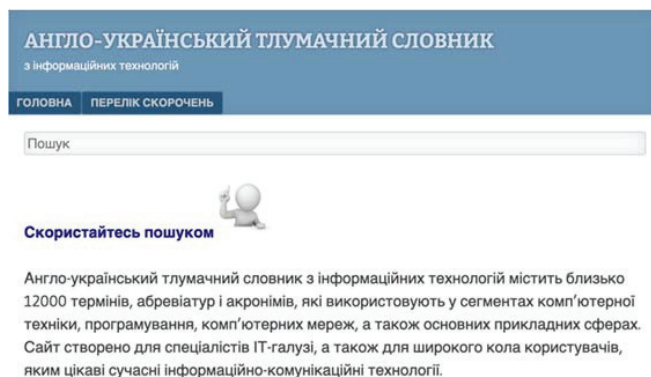 АНГЛО-УКРАЇНСЬКИЙ ТЛУМАЧНИЙ СЛОВНИК
з інформаційних технологій
ГОЛОВНА ПЕРЕЛІК СКОРОЧЕНЬ
Пошук
Скористайтесь пошуком
Англо-український тлумачний словник з інформаційних технологій містить близько
12000 термінів, абревіатур і акронімів, які використовують у сегментах комп’ютерної
техніки, програмування, комп’ютерних мереж, а також основних прикладних сферах.
Сайт створено для спеціалістів ІТ-галузі, а також для широкого кола користувачів,
яким цікаві сучасні інформаційно-комунікаційні технології.